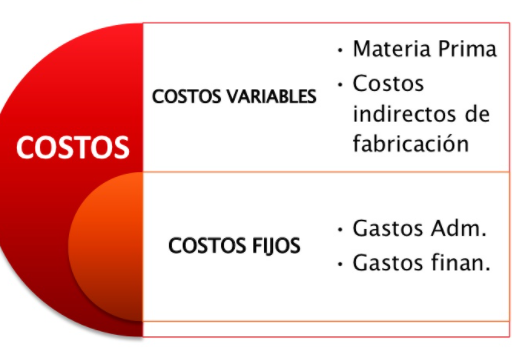 COSTOS
COSTOS VARIABLES
· Materia Prima
· Costos
indirectos de
fabricación
COSTOS FIJOS
· Gastos Adm.
· Gastos finan.